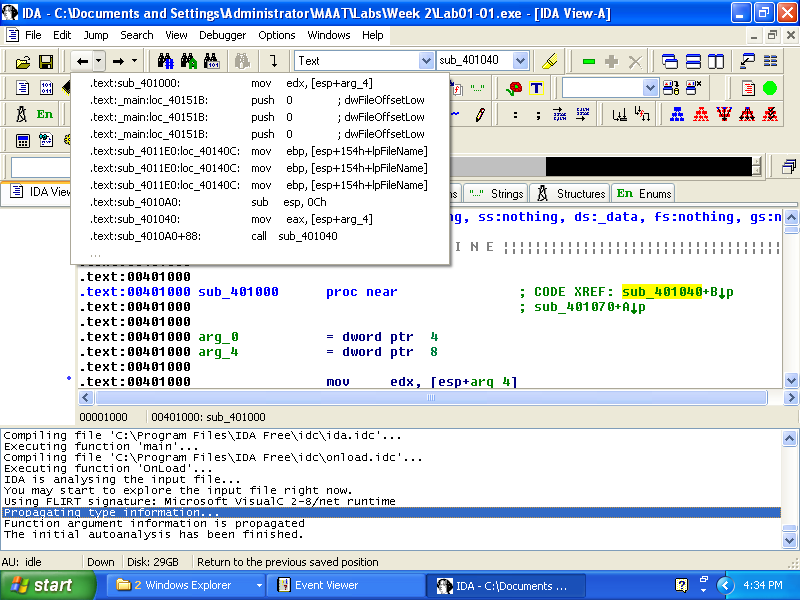 IDA - C:\Documents and Settings\Administrator\MAAT\Labs\Week 2\Lab01-01.exe - [IDA View-A]
File Edit Jump Search View Debugger Options Windows Help
Text sub_401040
En
.text:sub_401000: mov edx, [esp+arg_4]
.text:_main:loc_40151B: push 0 ; dwFileOffsetLow
.text:_main:loc_40151B: push 0 ; dwFileOffsetLow
.text:_main:loc_40151B: push 0 ; dwFileOffsetLow
.text:sub_4011E0:loc_40140C: mov ebp, [esp+154h+lpFileName]
.text:sub_4011E0:loc_40140C: mov ebp, [esp+154h+lpFileName]
.text:sub_4011E0:loc_40140C: mov ebp, [esp+154h+lpFileName]
.text:sub_4010A0: sub esp, 0Ch
.text:sub_401040: mov eax, [esp+arg_4]
.text:sub_4010A0+88: call sub_401040
...
IDA View
Strings Structures En Enums
ng, ss:nothing, ds:_data, fs:nothing, gs:n
I N E
.text:00401000
.text:00401000 sub_401000 proc near ; CODE XREF: sub_401040+B↓p
.text:00401000 ; sub_401070+A↓p
.text:00401000
.text:00401000 arg_0 = dword ptr 4
.text:00401000 arg_4 = dword ptr 8
.text:00401000
.text:00401000 mov edx, [esp+arg_4]
00001000 00401000: sub_401000
Compiling file 'C:\Program Files\IDA Free\idc\ida.idc'...
Executing function 'main'...
Compiling file 'C:\Program Files\IDA Free\idc\onload.idc'...
Executing function 'OnLoad'...
IDA is analysing the input file...
You may start to explore the input file right now.
Using FLIRT signature: Microsoft VisualC 2-8/net runtime
Propagating type information...
Function argument information is propagated
The initial autoanalysis has been finished.
AU: idle Down Disk: 29GB Return to the previous saved position
start 2 Windows Explorer Event Viewer IDA - C:\Documents ... 4:34 PM